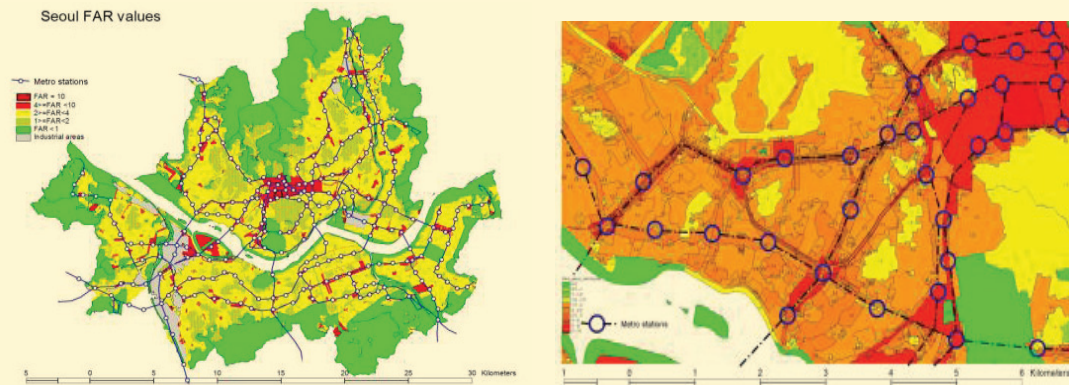 Seoul FAR values
Metro stations
FAR = 10
4>=FAR <10
2>=FAR<4
1>=FAR<2
FAR <1
Industrial areas
5 0 5 10 15 20 25 30 Kilometers
Metro stations
1 0 1 2 3 4 5 6 Kilometers